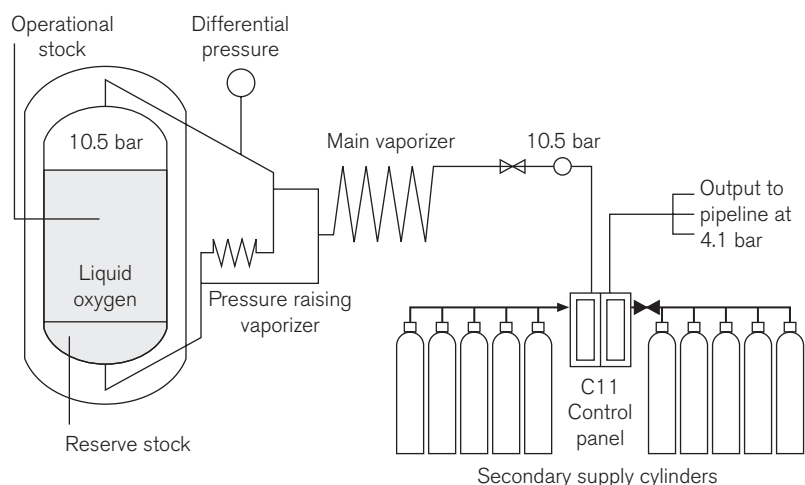 Operational
stock
Differential
pressure
10.5 bar
Main vaporizer
10.5 bar
Output to
pipeline at
4.1 bar
Liquid
oxygen
Pressure raising
vaporizer
C11
Control
panel
Reserve stock
Secondary supply cylinders